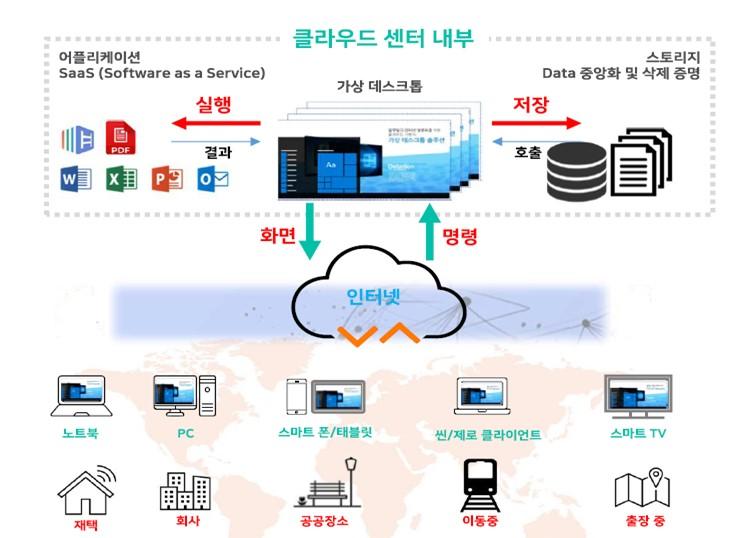 클라우드 센터 내부
어플리케이션
SaaS (Software as a Service)
스토리지
Data 중앙화 및 삭제 증명
가상 데스크톱
실행
저장
결과
호출
PDF
W
X
P
O
Aa
가상 데스크톱 솔루션
화면
명령
인터넷
노트북
PC
스마트 폰/태블릿
씬/제로 클라이언트
스마트 TV
재택
회사
공공장소
이동중
출장 중